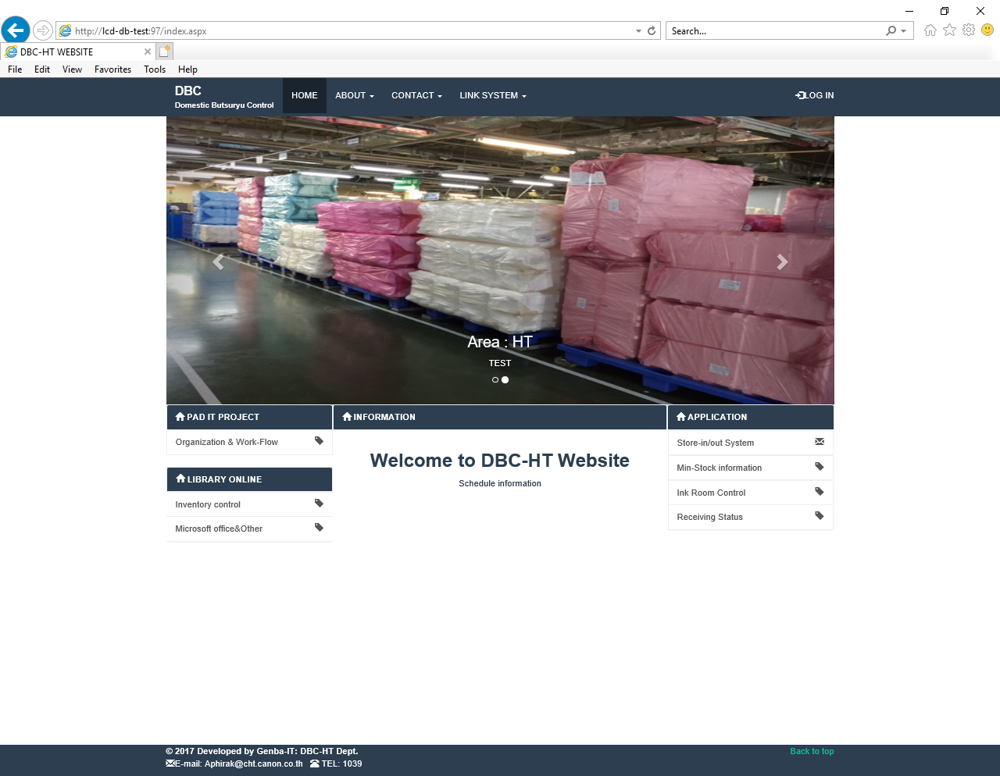 http://lcd-db-test:97/index.aspx
Search...
DBC-HT WEBSITE
File Edit View Favorites Tools Help
DBC
Domestic Butsuryu Control
HOME ABOUT CONTACT LINK SYSTEM LOG IN
Area : HT
TEST
PAD IT PROJECT
Organization & Work-Flow
LIBRARY ONLINE
Inventory control
Microsoft office&Other
INFORMATION
Welcome to DBC-HT Website
Schedule information
APPLICATION
Store-in/out System
Min-Stock information
Ink Room Control
Receiving Status
© 2017 Developed by Genba-IT: DBC-HT Dept.
E-mail: Aphirak@cht.canon.co.th TEL: 1039
Back to top